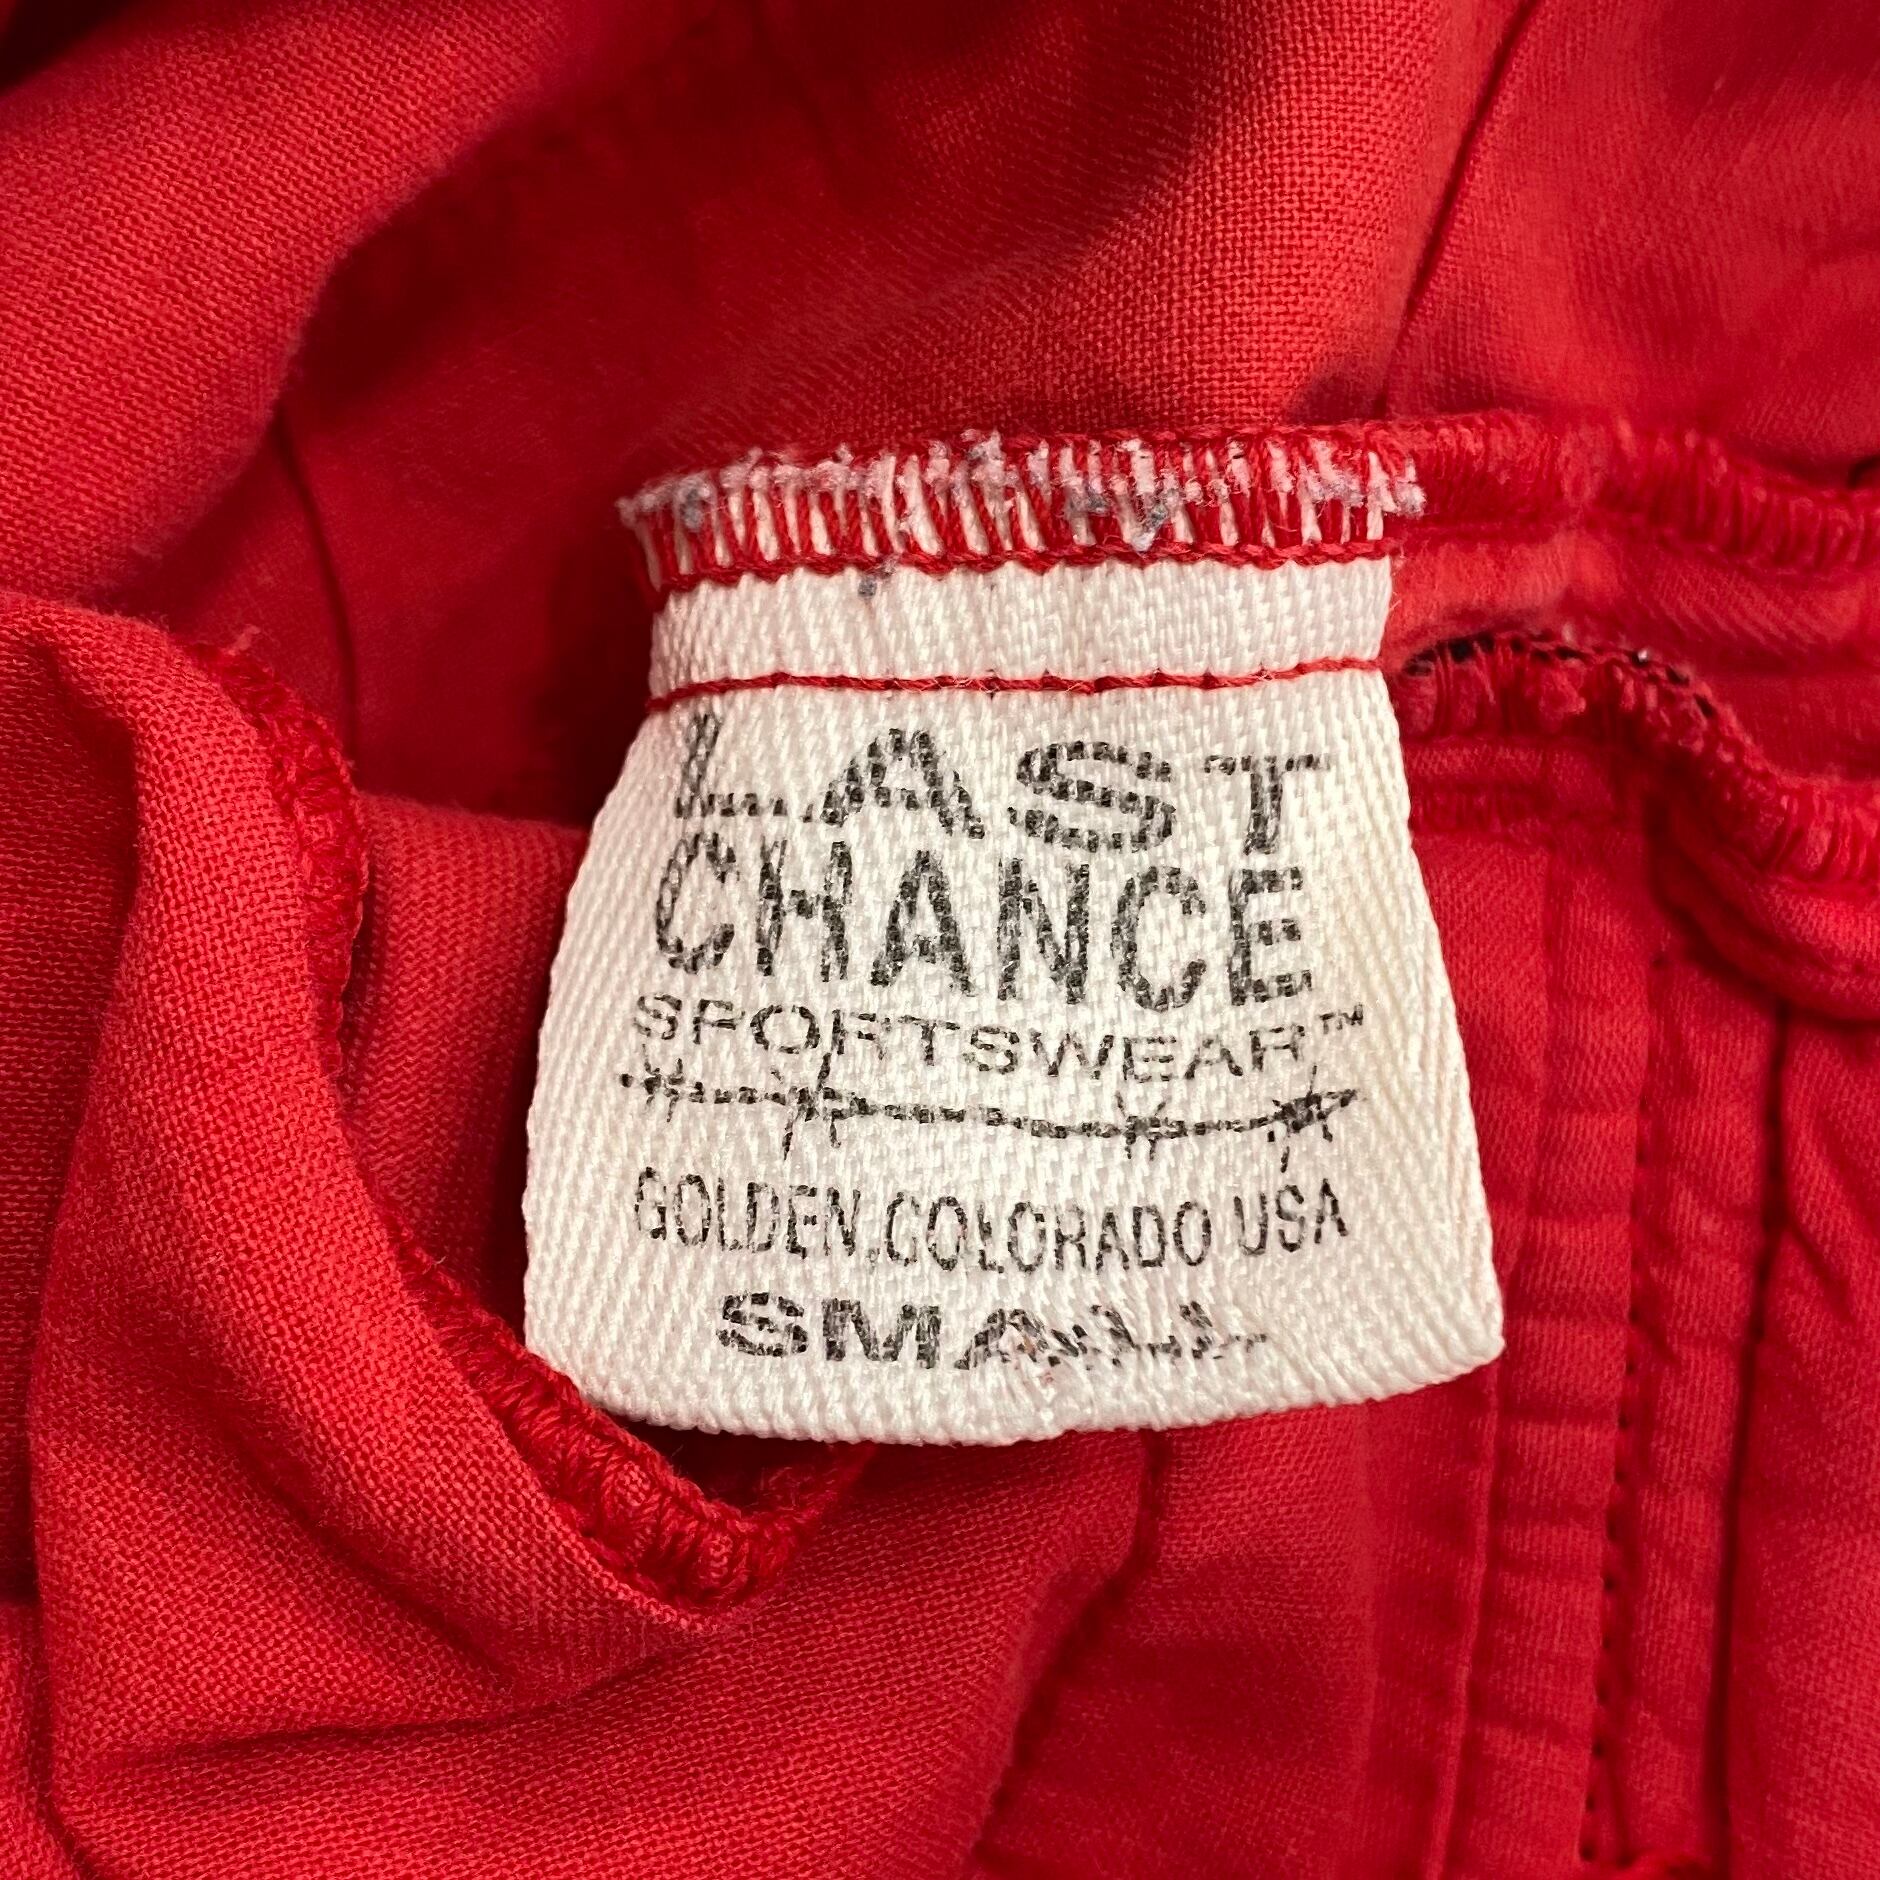 LAST
CHANCE
SPORTSWEAR™
GOLDEN, COLORADO USA
SMALL